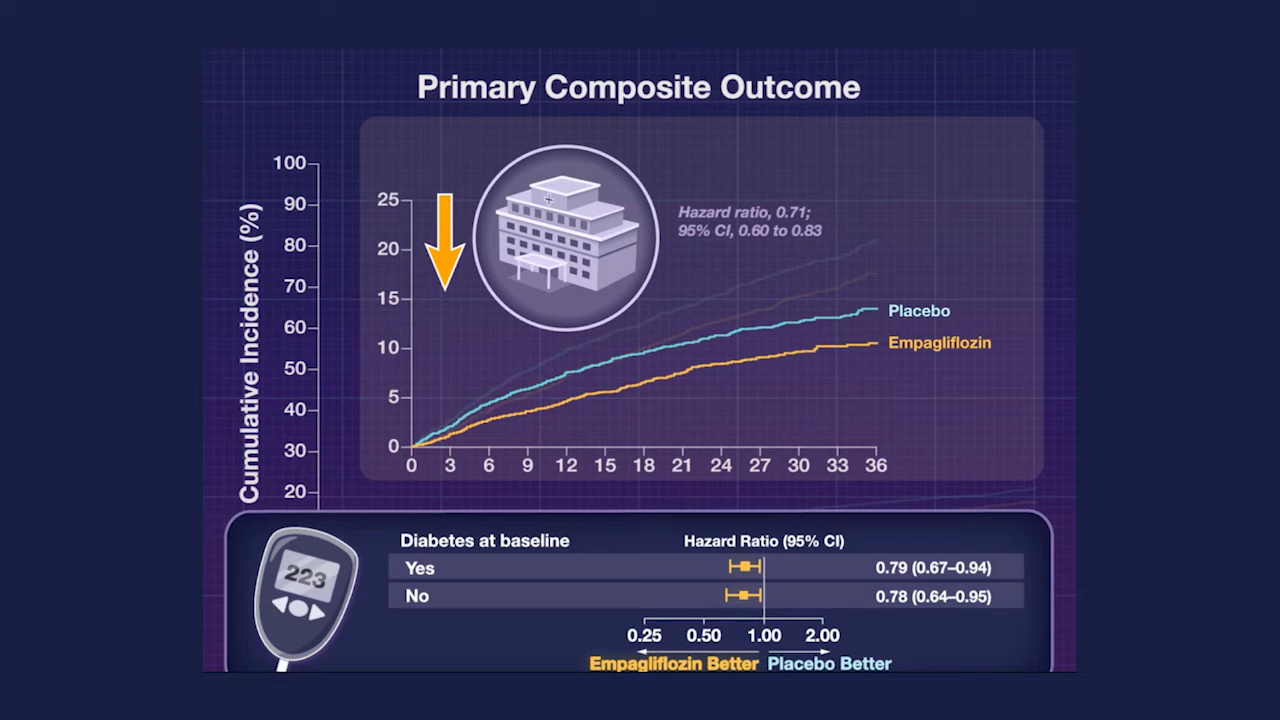 Primary Composite Outcome
Cumulative Incidence (%)
100
90
80
70
60
50
40
30
20
25
20
15
10
5
0
Hazard ratio, 0.71;
95% CI, 0.60 to 0.83
Placebo
Empagliflozin
0 3 6 9 12 15 18 21 24 27 30 33 36
223
Diabetes at baseline Hazard Ratio (95% CI)
Yes 0.79 (0.67–0.94)
No 0.78 (0.64–0.95)
0.25 0.50 1.00 2.00
Empagliflozin Better Placebo Better